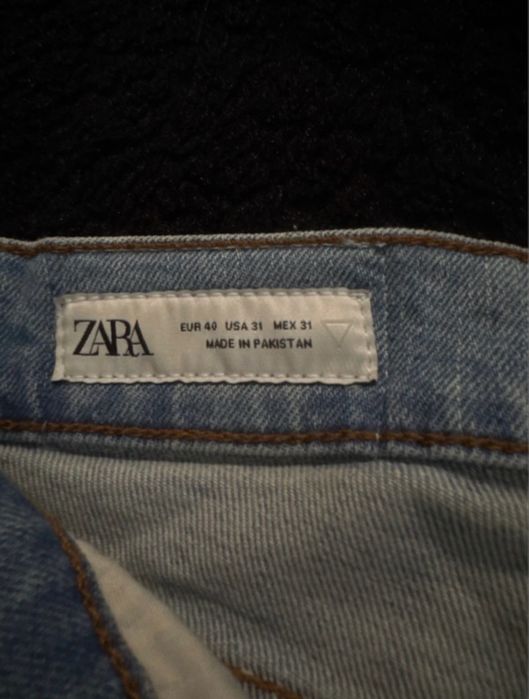 ZARA
EUR 40 USA 31 MEX 31
MADE IN PAKISTAN